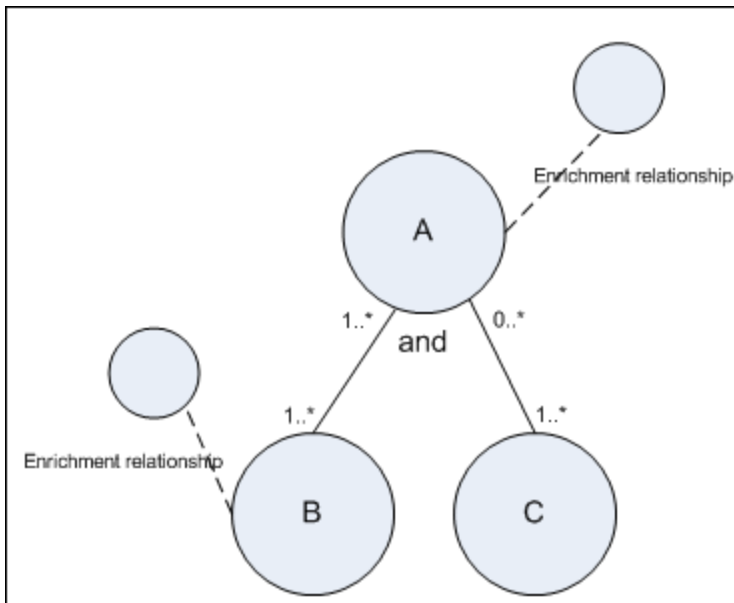 Enrichment relationship
A
1..*
0..*
and
1..*
1..*
Enrichment relationship
B
C